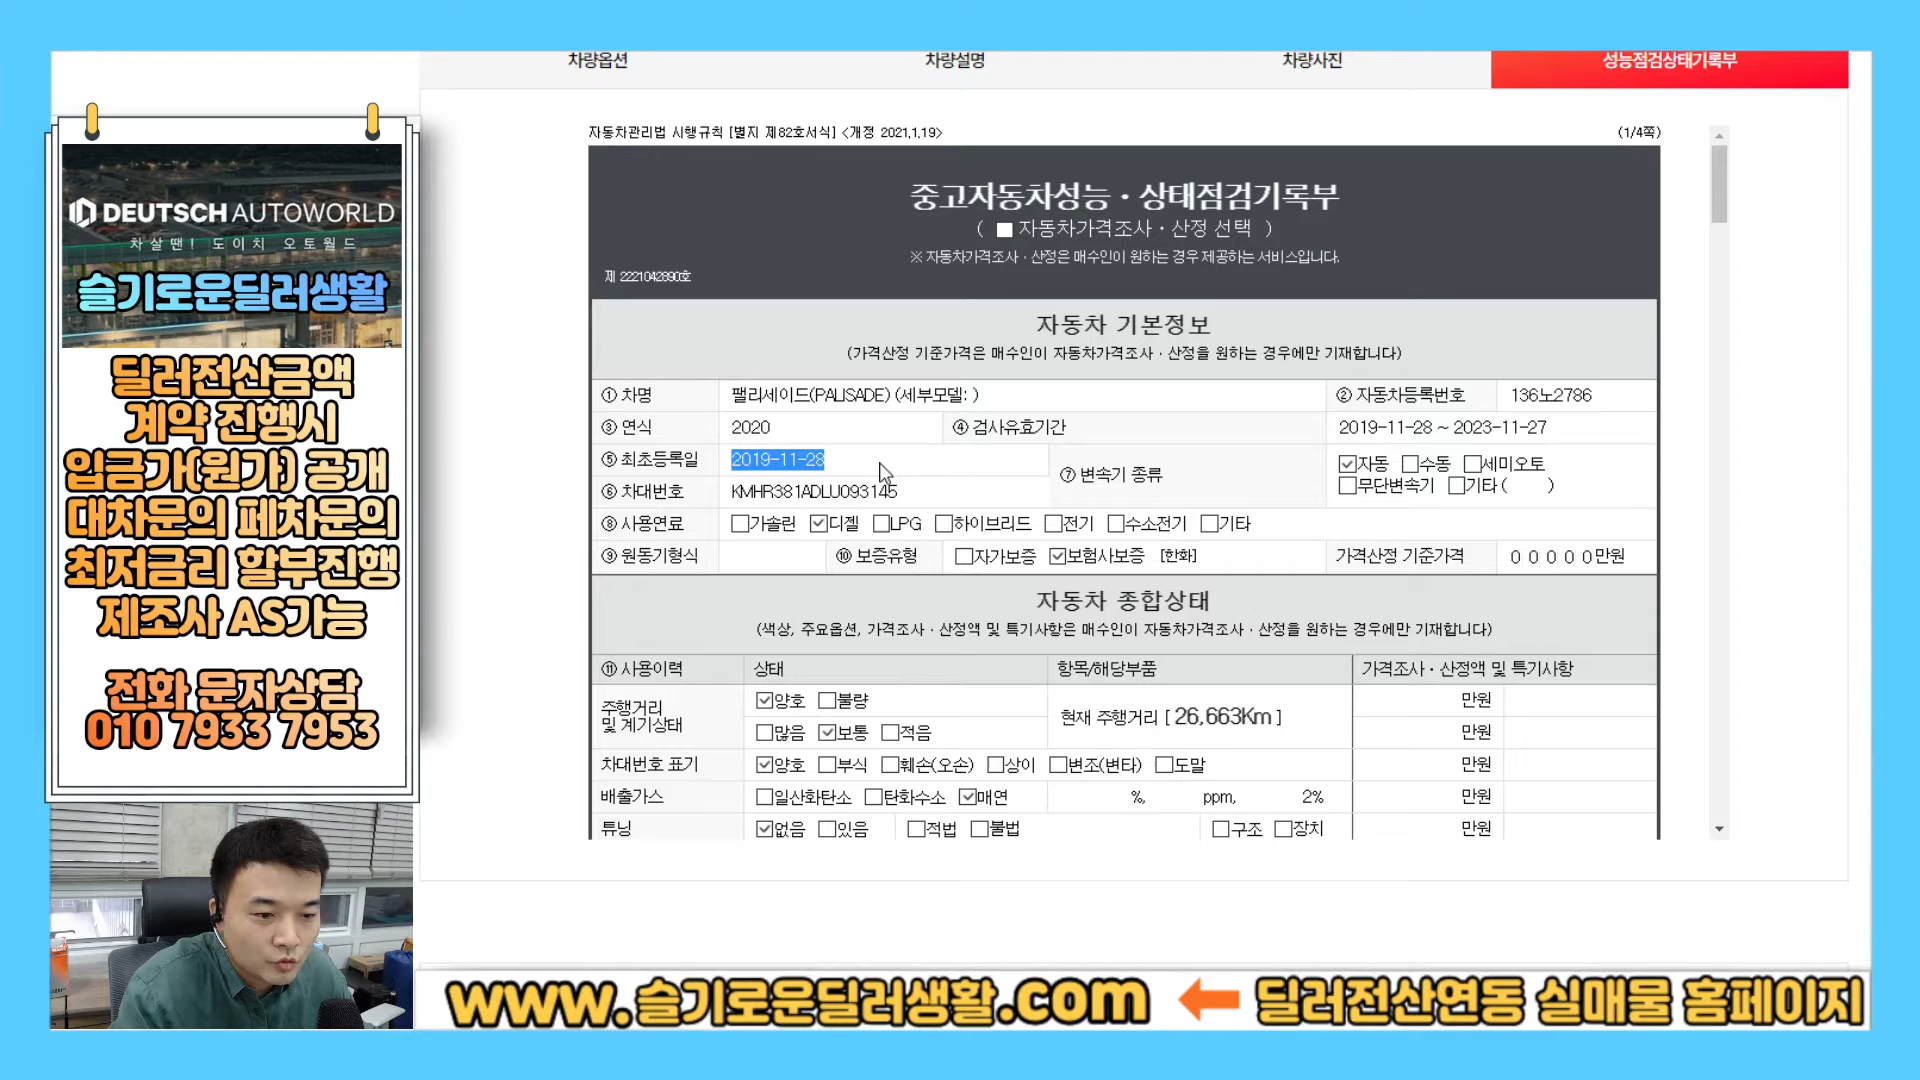 차량옵션
차량설명
차량사진
성능점검상태기록부
DEUTSCH AUTOWORLD
차살땐! 도이치 오토월드
슬기로운딜러생활
딜러전산금액
계약 진행시
입금가(원가) 공개
대차문의 폐차문의
최저금리 할부진행
제조사 AS가능
전화 문자상담
010 7933 7953
자동차관리법 시행규칙 [별지 제82호서식] <개정 2021.1.19>
(1/4쪽)
중고자동차성능·상태점검기록부
( ■ 자동차가격조사·산정 선택 )
※ 자동차가격조사·산정은 매수인이 원하는 경우 제공하는 서비스입니다.
제 2221042890호
자동차 기본정보
(가격산정 기준가격은 매수인이 자동차가격조사·산정을 원하는 경우에만 기재합니다)
① 차명 팰리세이드(PALISADE) (세부모델: ) ② 자동차등록번호 136노2786
③ 연식 2020 ④ 검사유효기간 2019-11-28 ~ 2023-11-27
⑤ 최초등록일 2019-11-28
⑦ 변속기 종류 ☑자동 □수동 □세미오토
□무단변속기 □기타 ( )
⑥ 차대번호 KMHR381ADLU093145
⑧ 사용연료 □가솔린 ☑디젤 □LPG □하이브리드 □전기 □수소전기 □기타
⑨ 원동기형식 ⑩ 보증유형 □자가보증 ☑보험사보증 [한화] 가격산정 기준가격 0 0 0 0 0만원
자동차 종합상태
(색상, 주요옵션, 가격조사·산정액 및 특기사항은 매수인이 자동차가격조사·산정을 원하는 경우에만 기재합니다)
⑪ 사용이력 상태 항목/해당부품 가격조사·산정액 및 특기사항
주행거리
및 계기상태
☑양호 □불량
현재 주행거리 [ 26,663Km ]
만원
□많음 ☑보통 □적음
만원
차대번호 표기 ☑양호 □부식 □훼손(오손) □상이 □변조(변타) □도말 만원
배출가스 □일산화탄소 □탄화수소 ☑매연 %, ppm, 2% 만원
튜닝 ☑없음 □있음 □적법 □불법 □구조 □장치 만원
www.슬기로운딜러생활.com ← 딜러전산연동 실매물 홈페이지